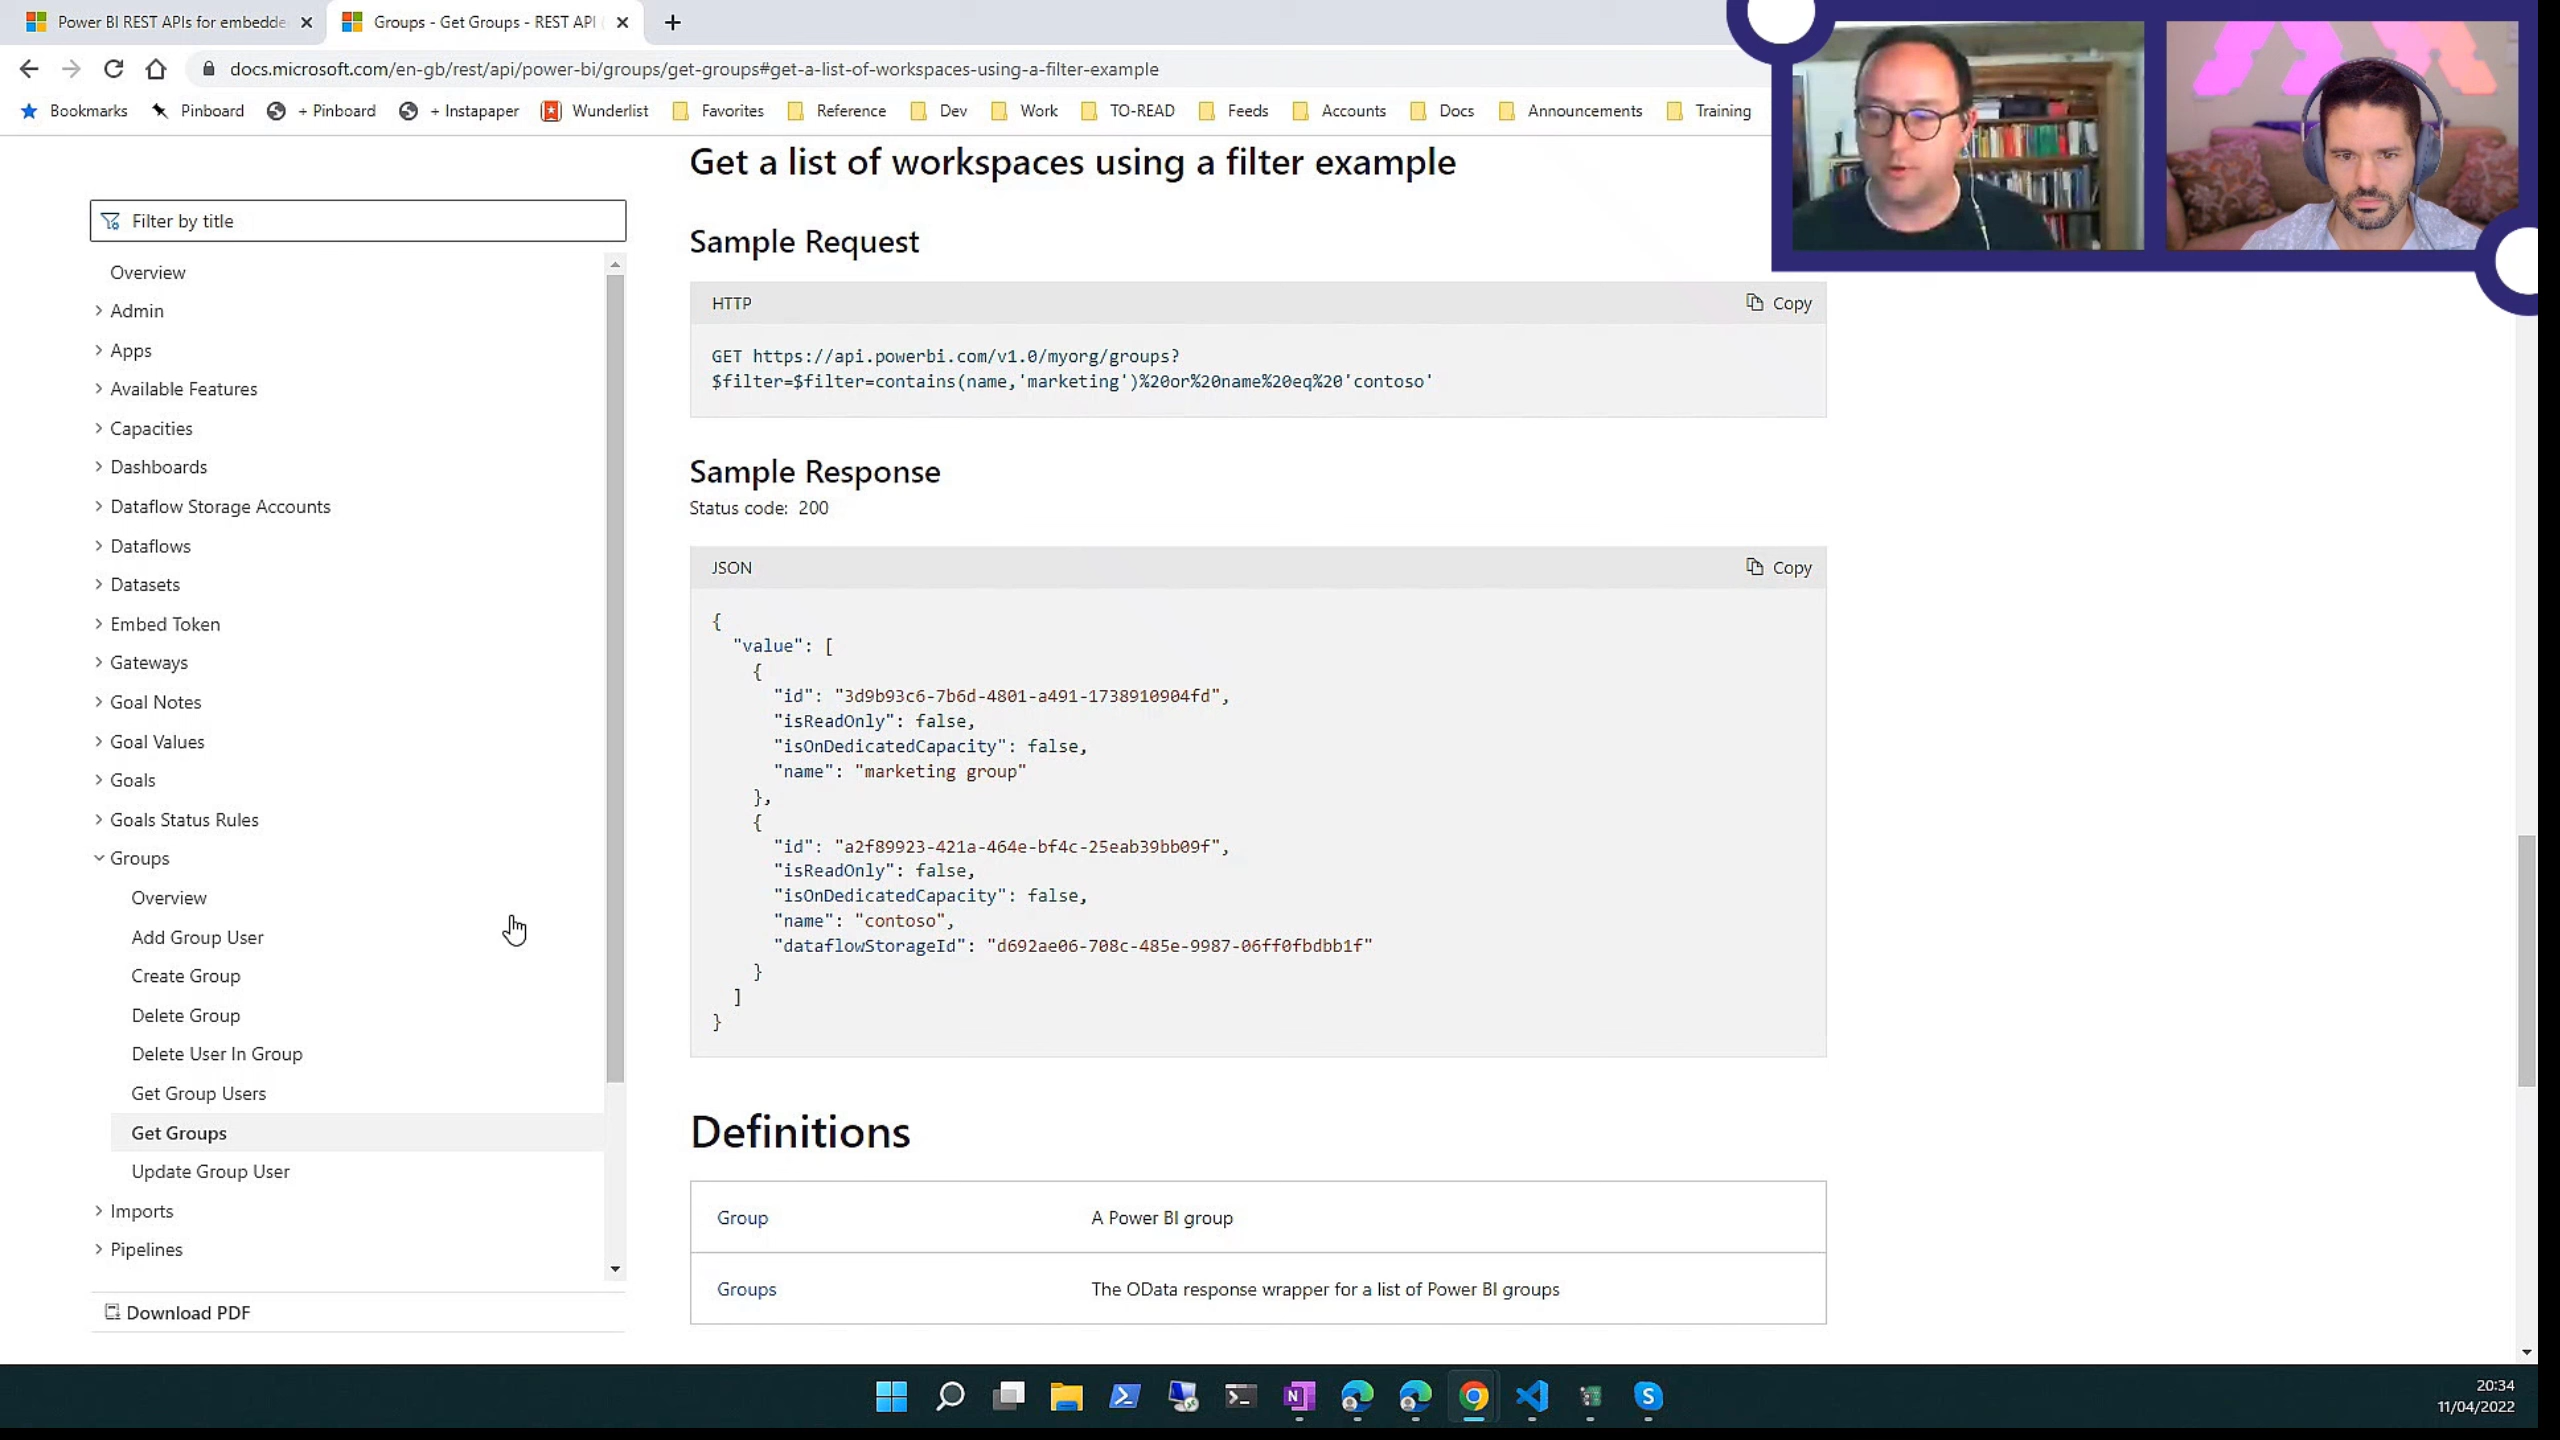 Power BI REST APIs for embedde
Groups - Get Groups - REST API (
docs.microsoft.com/en-gb/rest/api/power-bi/groups/get-groups#get-a-list-of-workspaces-using-a-filter-example
Bookmarks
Pinboard
+ Pinboard
+ Instapaper
Wunderlist
Favorites
Reference
Dev
Work
TO-READ
Feeds
Accounts
Docs
Announcements
Training
Filter by title
Overview
Admin
Apps
Available Features
Capacities
Dashboards
Dataflow Storage Accounts
Dataflows
Datasets
Embed Token
Gateways
Goal Notes
Goal Values
Goals
Goals Status Rules
Groups
Overview
Add Group User
Create Group
Delete Group
Delete User In Group
Get Group Users
Get Groups
Update Group User
Imports
Pipelines
Download PDF
Get a list of workspaces using a filter example
Sample Request
HTTP
Copy
GET https://api.powerbi.com/v1.0/myorg/groups?
$filter=$filter=contains(name,'marketing')%20or%20name%20eq%20'contoso'
Sample Response
Status code: 200
JSON
Copy
{
"value": [
{
"id": "3d9b93c6-7b6d-4801-a491-1738910904fd",
"isReadOnly": false,
"isOnDedicatedCapacity": false,
"name": "marketing group"
},
{
"id": "a2f89923-421a-464e-bf4c-25eab39bb09f",
"isReadOnly": false,
"isOnDedicatedCapacity": false,
"name": "contoso",
"dataflowStorageId": "d692ae06-708c-485e-9987-06ff0fbdbb1f"
}
]
}
Definitions
Group
A Power BI group
Groups
The OData response wrapper for a list of Power BI groups
20:34
11/04/2022